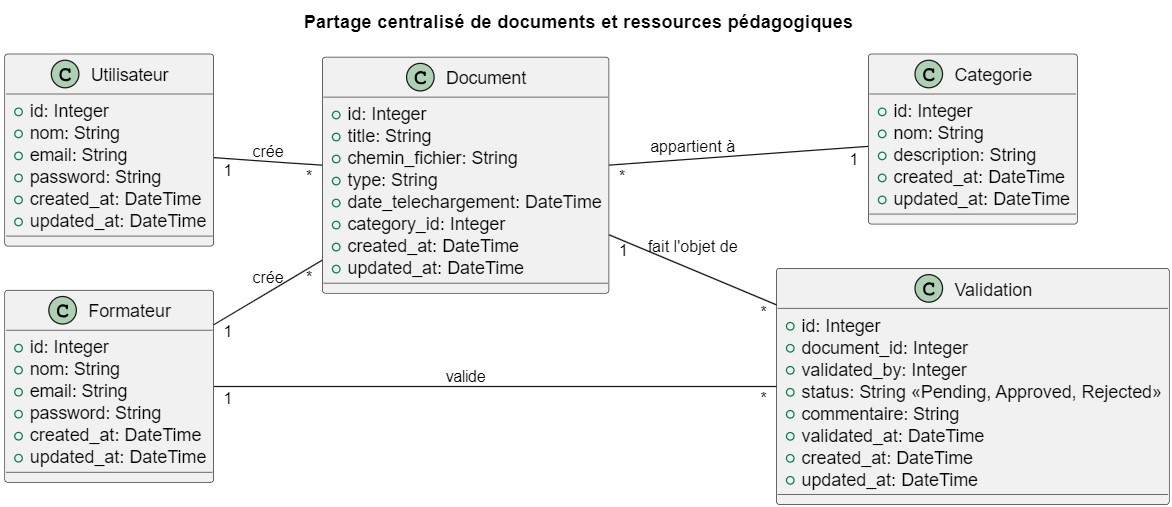 Partage centralisé de documents et ressources pédagogiques
C Utilisateur
id: Integer
nom: String
email: String
password: String
created_at: DateTime
updated_at: DateTime
crée
1
*
C Document
id: Integer
title: String
chemin_fichier: String
type: String
date_telechargement: DateTime
category_id: Integer
created_at: DateTime
updated_at: DateTime
appartient à
*
1
C Categorie
id: Integer
nom: String
description: String
created_at: DateTime
updated_at: DateTime
C Formateur
id: Integer
nom: String
email: String
password: String
created_at: DateTime
updated_at: DateTime
crée
*
1
fait l'objet de
1
*
valide
1
*
C Validation
id: Integer
document_id: Integer
validated_by: Integer
status: String «Pending, Approved, Rejected»
commentaire: String
validated_at: DateTime
created_at: DateTime
updated_at: DateTime